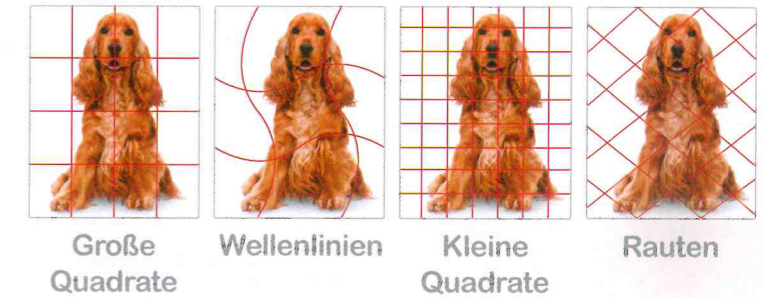 Große
Quadrate
Wellenlinien
Kleine
Quadrate
Rauten